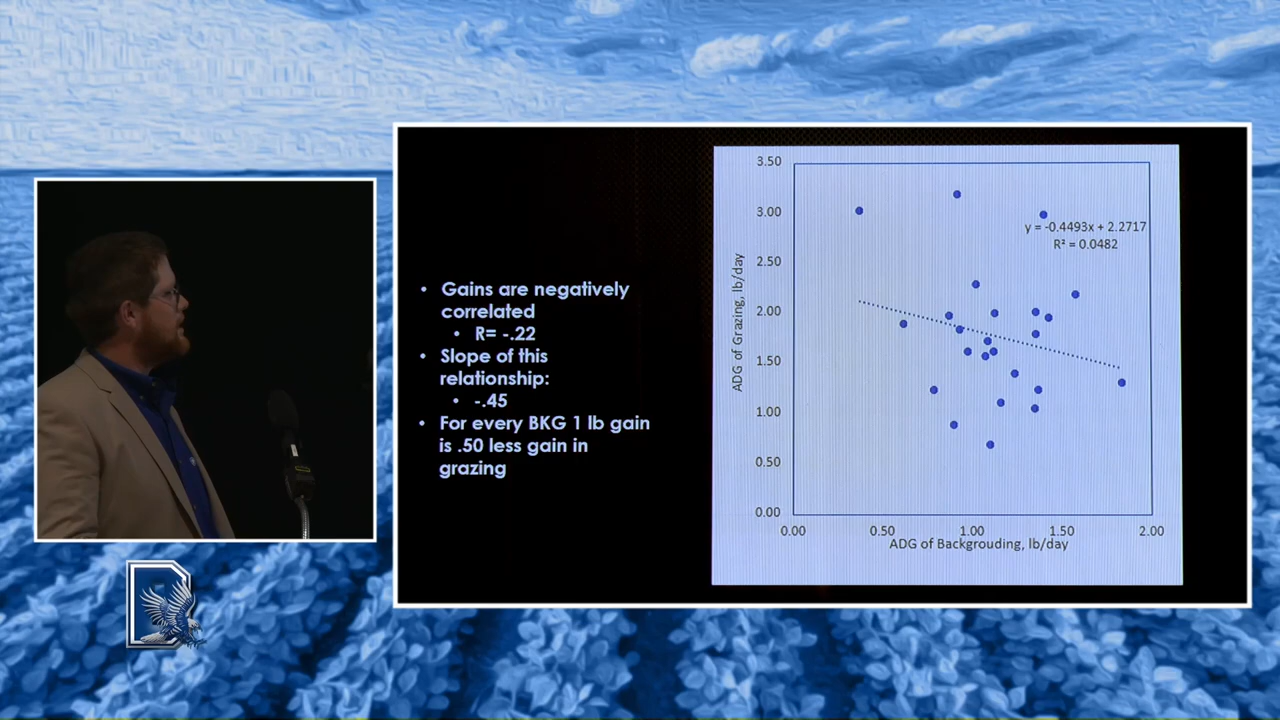 • Gains are negatively
correlated
• R= -.22
• Slope of this
relationship:
• -.45
• For every BKG 1 lb gain
is .50 less gain in
grazing
3.50
3.00
2.50
2.00
1.50
1.00
0.50
0.00
ADG of Grazing, lb/day
y = -0.4493x + 2.2717
R² = 0.0482
0.00 0.50 1.00 1.50 2.00
ADG of Backgrouding, lb/day
D